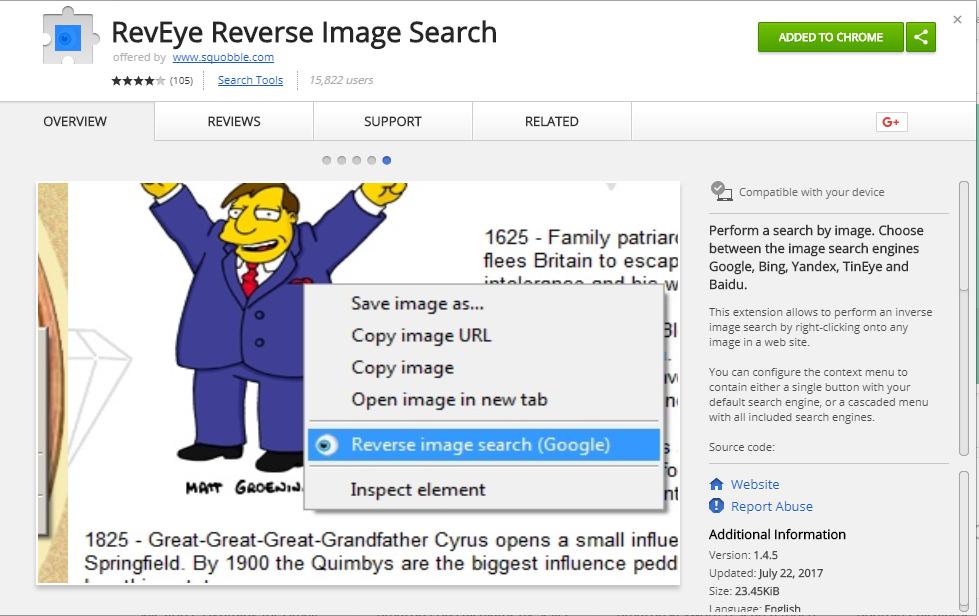 RevEye Reverse Image Search
offered by www.squobble.com
(105) Search Tools 15,822 users
ADDED TO CHROME
OVERVIEW REVIEWS SUPPORT RELATED
G+
1625 - Family
flees Britain to escap
intolerance and his w
Save image as...
Copy image URL
Copy image
Open image in new tab
Reverse image search (Google)
Inspect element
MATT GROENIN
1825 - Great-Great-Great-Grandfather Cyrus opens a small influe
Springfield. By 1900 the Quimbys are the biggest influence pedd
Compatible with your device
Perform a search by image. Choose
between the image search engines
Google, Bing, Yandex, TinEye and
Baidu.
This extension allows to perform an inverse
image search by right-clicking onto any
image in a web site.
You can configure the context menu to
contain either a single button with your
default search engine, or a cascaded menu
with all included search engines.
Source code:
Website
Report Abuse
Additional Information
Version: 1.4.5
Updated: July 22, 2017
Size: 23.45KiB
Language: English